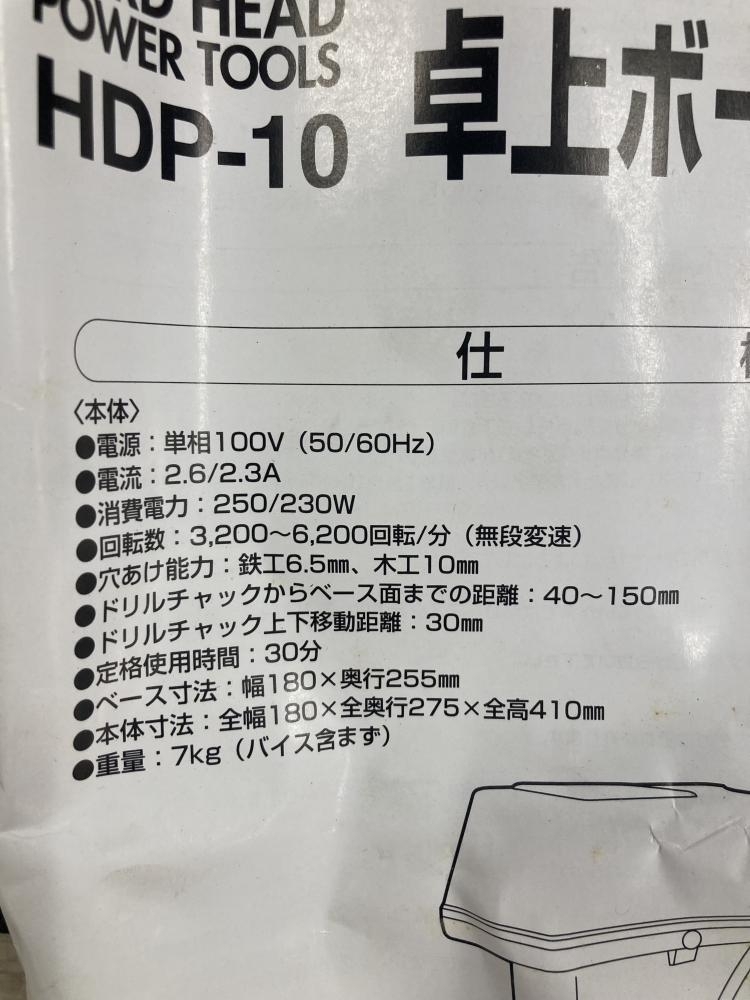 HEAD
POWER TOOLS
HDP-10
卓上ボー
仕
〈本体〉
●電源：単相100V（50/60Hz）
●電流：2.6/2.3A
●消費電力：250/230W
●回転数：3,200～6,200回転/分（無段変速）
●穴あけ能力：鉄工6.5㎜、木工10㎜
●ドリルチャックからベース面までの距離：40～150㎜
●ドリルチャック上下移動距離：30㎜
●定格使用時間：30分
●ベース寸法：幅180×奥行255㎜
●本体寸法：全幅180×全奥行275×全高410㎜
●重量：7kg（バイス含まず）